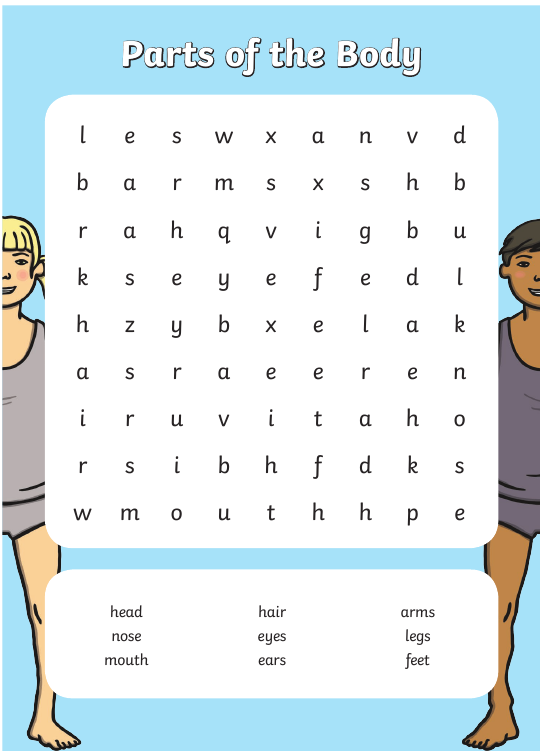 Parts of the Body
l e s w x a n v d
b a r m s x s h b
r a h q v i g b u
k s e y e f e d l
h z y b x e l a k
a s r a e e r e n
i r u v i t a h o
r s i b h f d k s
w m o u t h h p e
head hair arms
nose eyes legs
mouth ears feet